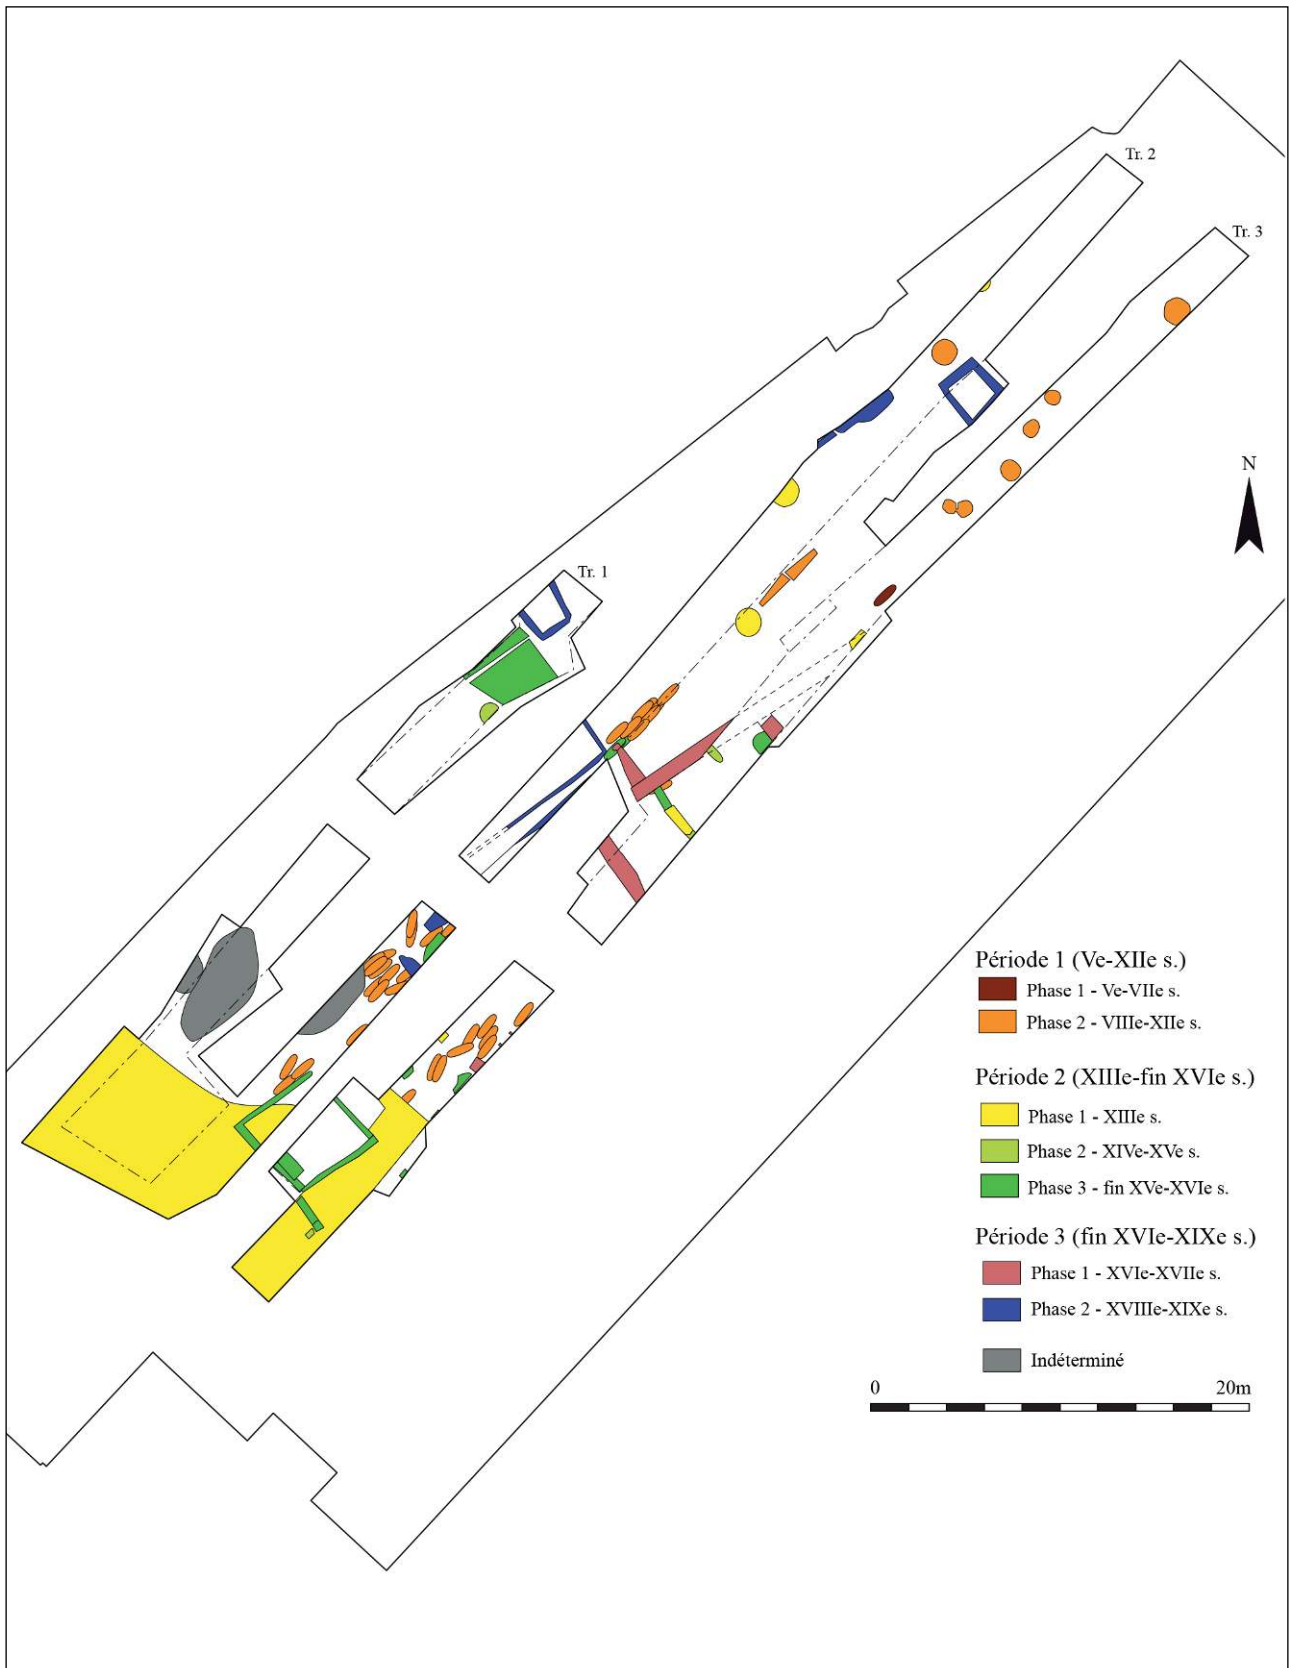 Tr. 2
Tr. 3
N
Tr. 1
Période 1 (Ve-XIIe s.)
Phase 1 - Ve-VIIe s.
Phase 2 - VIIIe-XIIe s.
Période 2 (XIIIe-fin XVIe s.)
Phase 1 - XIIIe s.
Phase 2 - XIVe-XVe s.
Phase 3 - fin XVe-XVIe s.
Période 3 (fin XVIe-XIXe s.)
Phase 1 - XVIe-XVIIe s.
Phase 2 - XVIIIe-XIXe s.
Indéterminé
0 20m